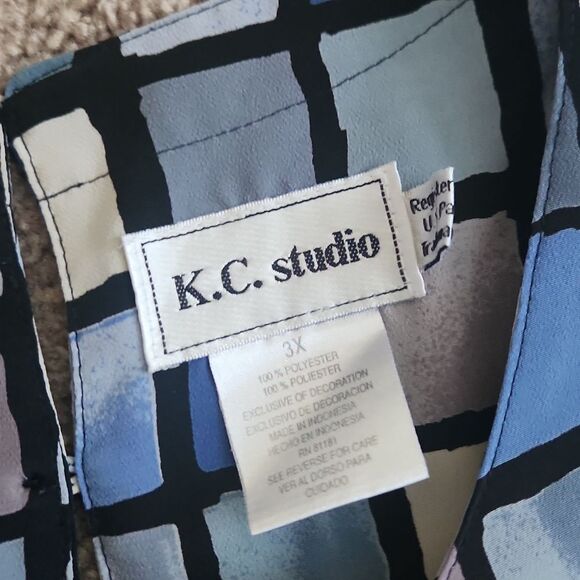 K.C. studio
Register
3X
100 % POLYESTER
100 % POLIESTER
EXCLUSIVE OF DECORATION
EXCLUSIVO DE DECORACION
MADE IN INDONESIA
HECHO EN INDONESIA
RN 81181
SEE REVERSE FOR CARE
VER AL DORSO PARA
CUIDADO